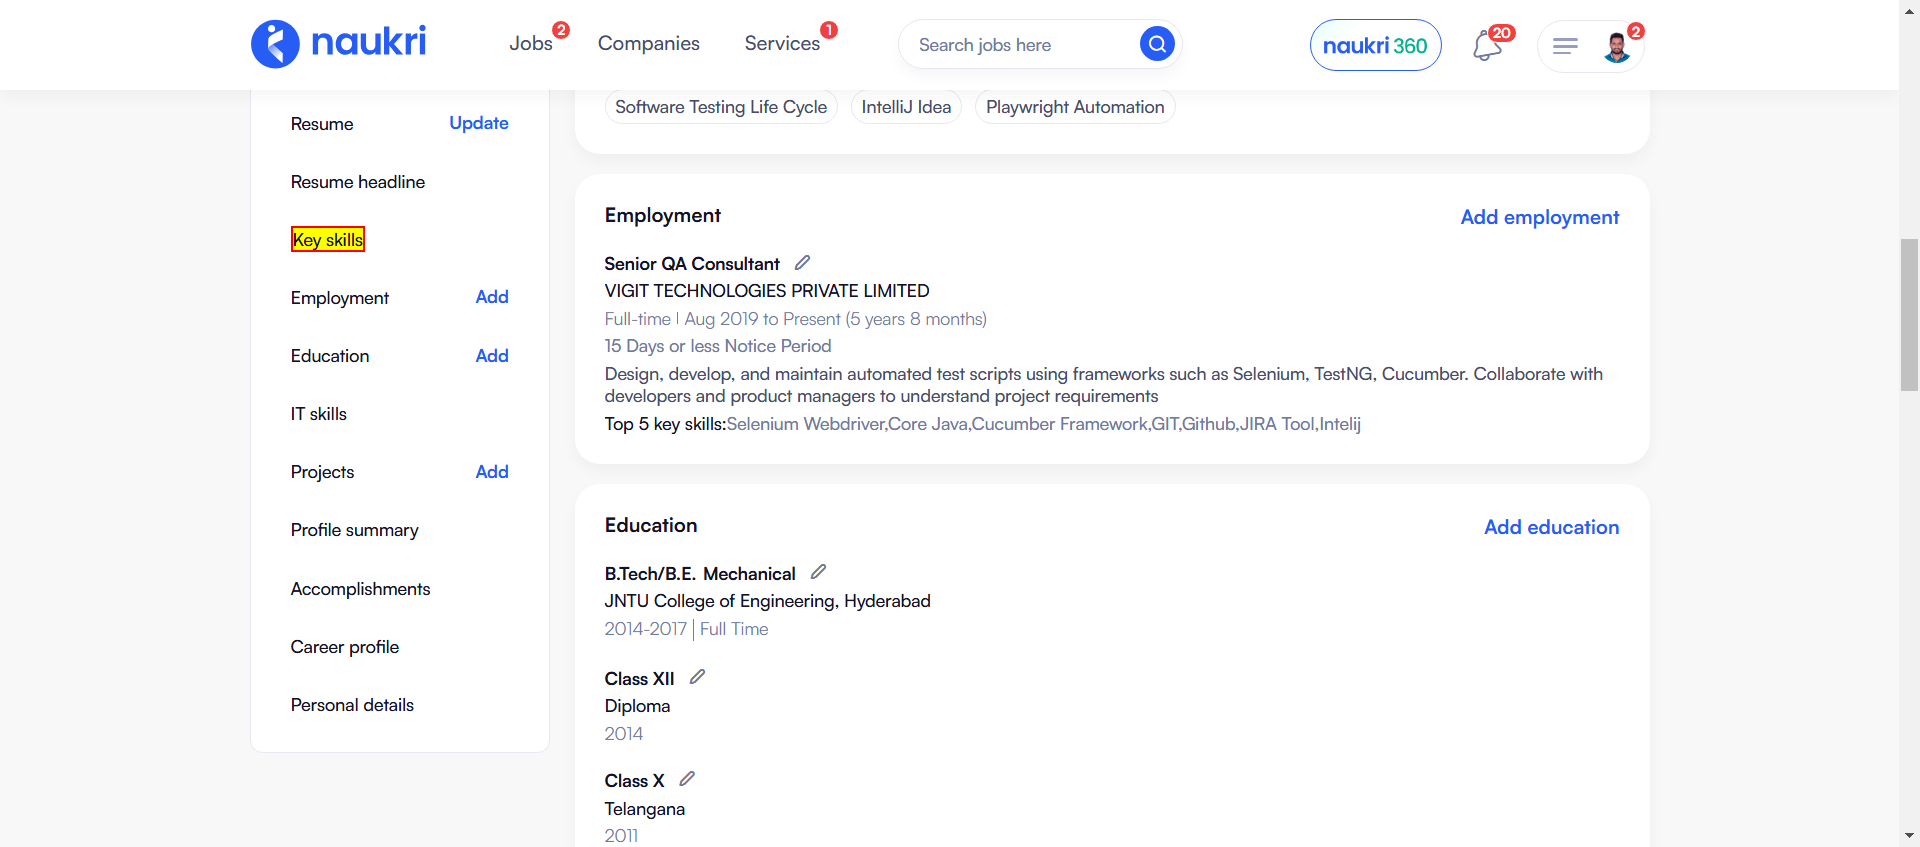 naukri
Jobs 2
Companies
Services 1
Search jobs here
naukri 360
20
2
Resume
Update
Resume headline
Key skills
Employment
Add
Education
Add
IT skills
Projects
Add
Profile summary
Accomplishments
Career profile
Personal details
Software Testing Life Cycle
IntelliJ Idea
Playwright Automation
Employment
Add employment
Senior QA Consultant
VIGIT TECHNOLOGIES PRIVATE LIMITED
Full-time | Aug 2019 to Present (5 years 8 months)
15 Days or less Notice Period
Design, develop, and maintain automated test scripts using frameworks such as Selenium, TestNG, Cucumber. Collaborate with
developers and product managers to understand project requirements
Top 5 key skills:Selenium Webdriver,Core Java,Cucumber Framework,GIT,Github,JIRA Tool,Intelij
Education
Add education
B.Tech/B.E. Mechanical
JNTU College of Engineering, Hyderabad
2014-2017 | Full Time
Class XII
Diploma
2014
Class X
Telangana
2011